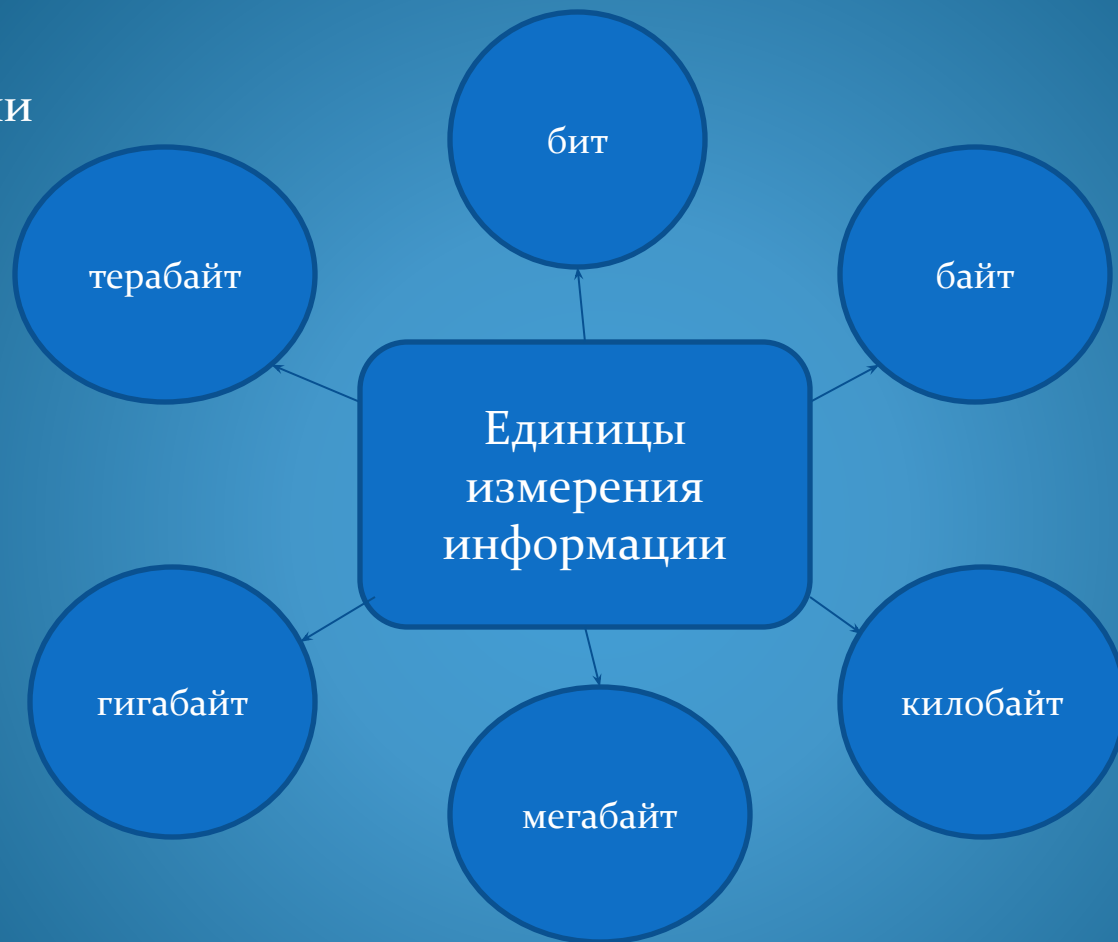 бит
терабайт
байт
Единицы
измерения
информации
гигабайт
килобайт
мегабайт